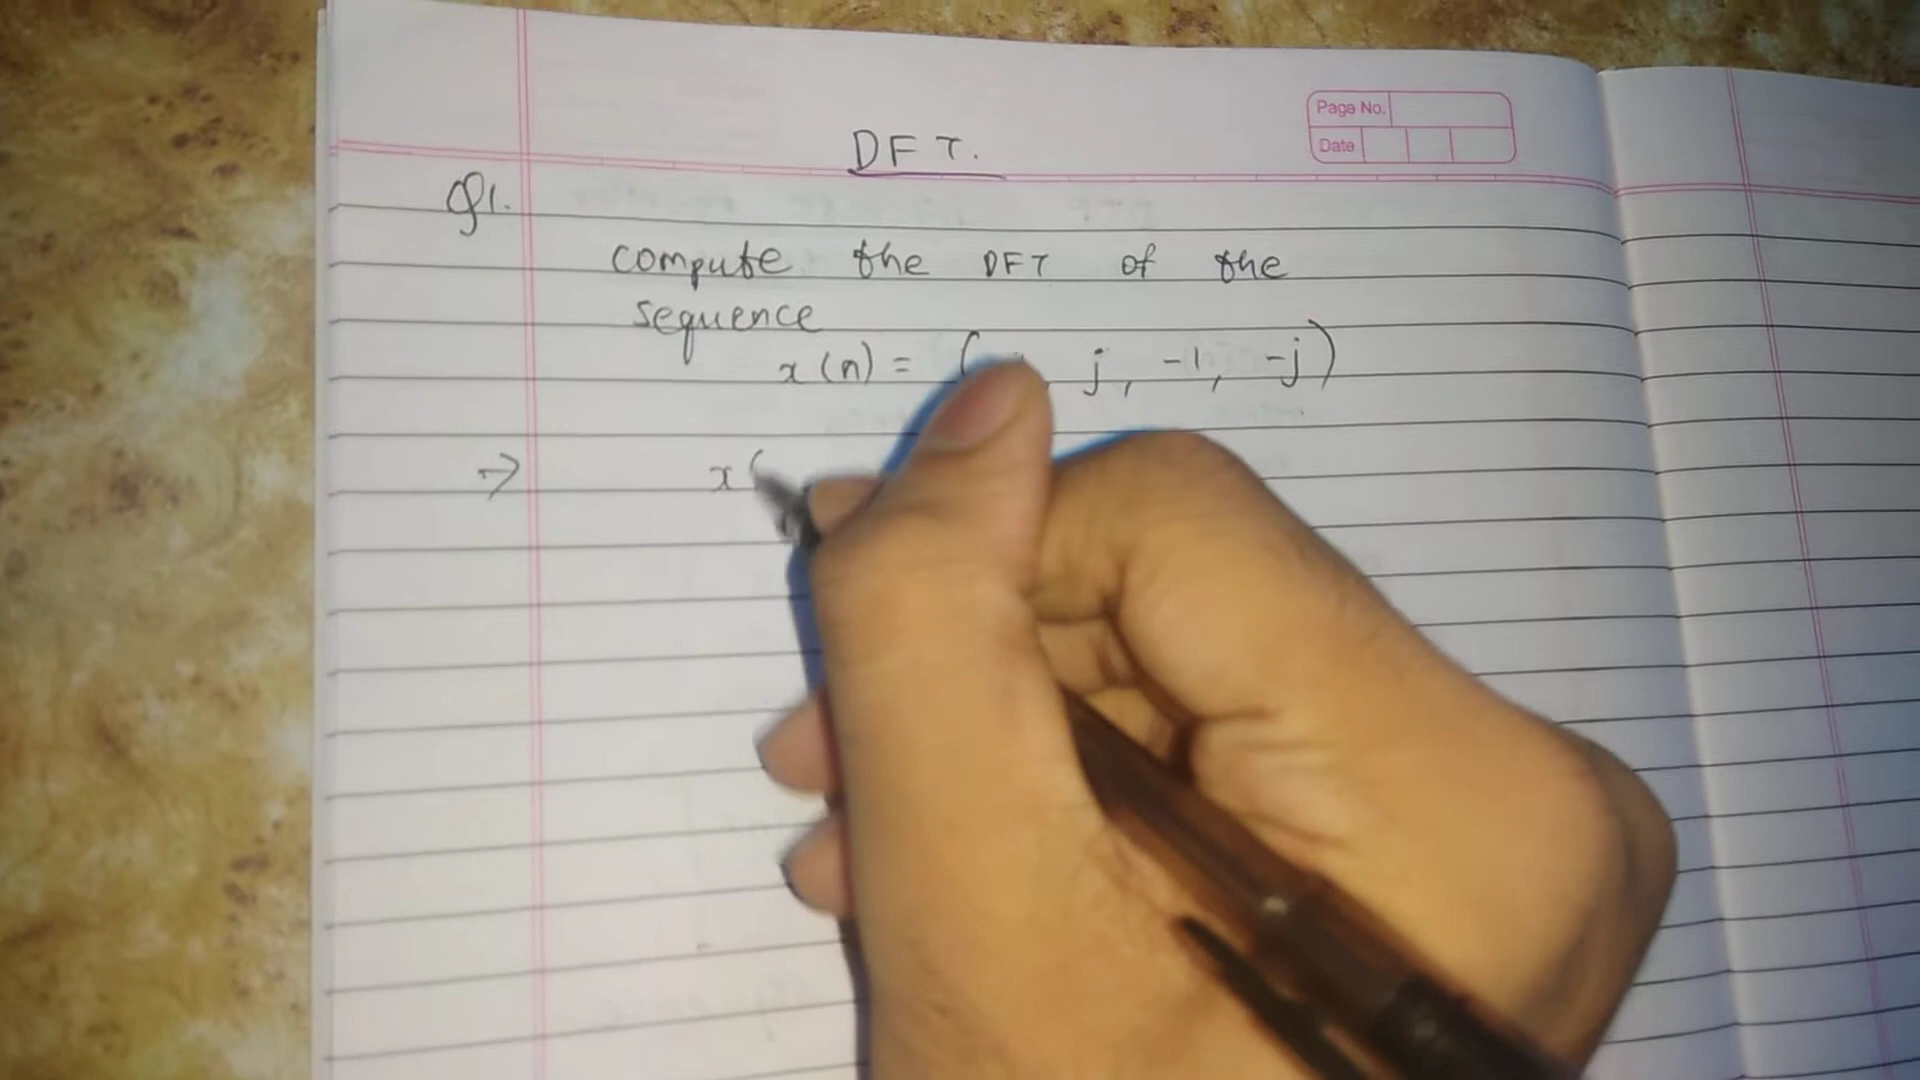 Page No.
Date
DFT.
Q1.
compute the DFT of the
sequence
x(n) = ( , j, -1, -j)
→ x(